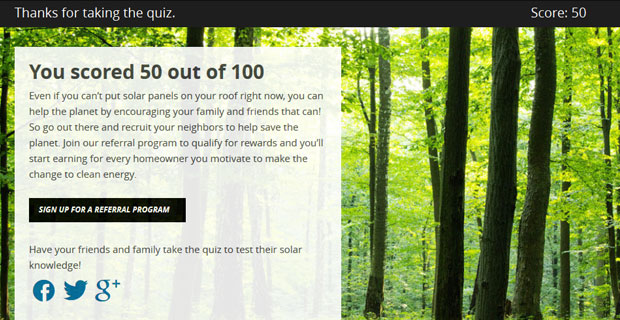 Thanks for taking the quiz. Score: 50
You scored 50 out of 100
Even if you can't put solar panels on your roof right now, you can
help the planet by encouraging your family and friends that can!
So go out there and recruit your neighbors to help save the
planet. Join our referral program to qualify for rewards and you'll
start earning for every homeowner you motivate to make the
change to clean energy.
SIGN UP FOR A REFERRAL PROGRAM
Have your friends and family take the quiz to test their solar
knowledge!
g+